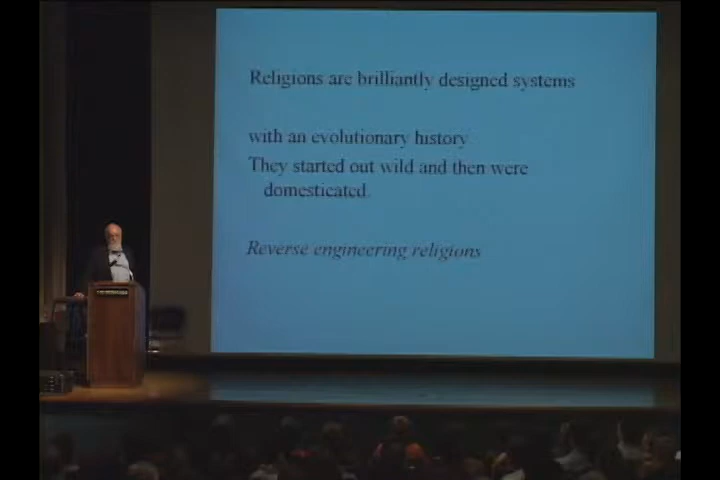 Religions are brilliantly designed systems
with an evolutionary history
They started out wild and then were
domesticated.
Reverse engineering religions